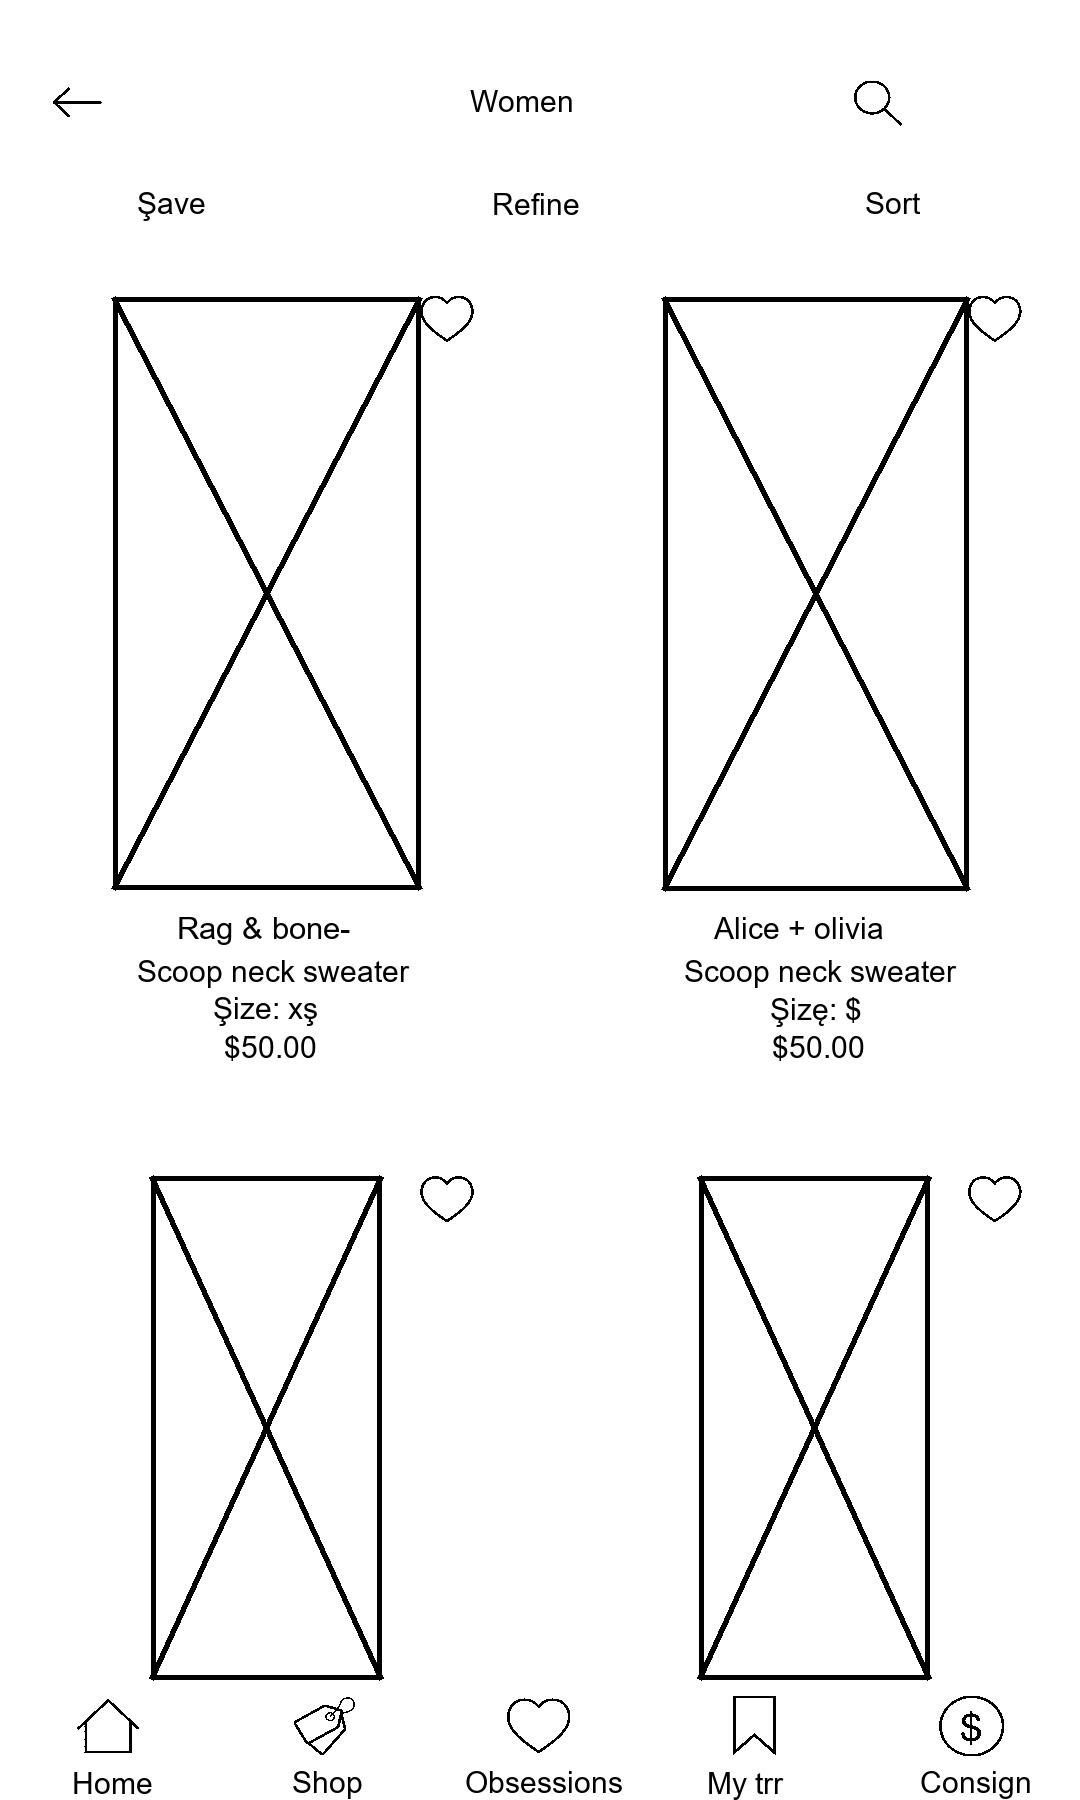 Women
Şave
Refine
Sort
Rag & bone-
Scoop neck sweater
Şize: xş
$50.00
Alice + olivia
Scoop neck sweater
Şizę: $
$50.00
$
Home
Shop
Obsessions
My trr
Consign